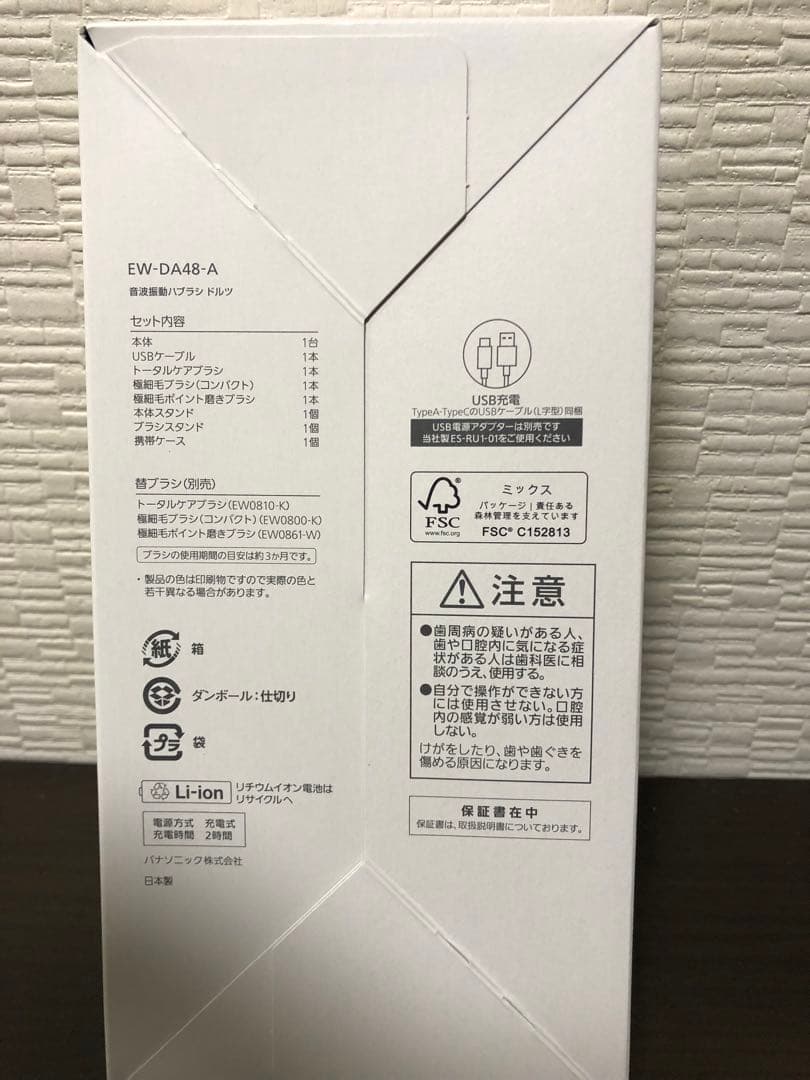 EW-DA48-A
音波振動ハブラシ ドルツ
セット内容
本体 1台
USBケーブル 1本
トータルケアブラシ 1本
極細毛ブラシ(コンパクト) 1本
極細毛ポイント磨きブラシ 1本
本体スタンド 1個
ブラシスタンド 1個
携帯ケース 1個
替ブラシ(別売)
トータルケアブラシ(EW0810-K)
極細毛ブラシ(コンパクト)(EW0800-K)
極細毛ポイント磨きブラシ(EW0861-W)
ブラシの使用期間の目安は約3か月です。
・製品の色は印刷物ですので実際の色と
若干異なる場合があります。
紙 箱
ダンボール:仕切り
プラ 袋
Li-ion リチウムイオン電池は
リサイクルへ
電源方式 充電式
充電時間 2時間
パナソニック株式会社
日本製
USB充電
TypeA-TypeCのUSBケーブル(L字型)同梱
USB電源アダプターは別売です
当社製ES-RU1-01をご使用ください
FSC®
www.fsc.org
ミックス
パッケージ|責任ある
森林管理を支えています
FSC® C152813
注意
●歯周病の疑いがある人、
歯や口腔内に気になる症
状がある人は歯科医に相
談のうえ、使用する。
●自分で操作ができない方
には使用させない。口腔
内の感覚が弱い方は使用
しない。
けがをしたり、歯や歯ぐきを
傷める原因になります。
保証書在中
保証書は、取扱説明書についております。